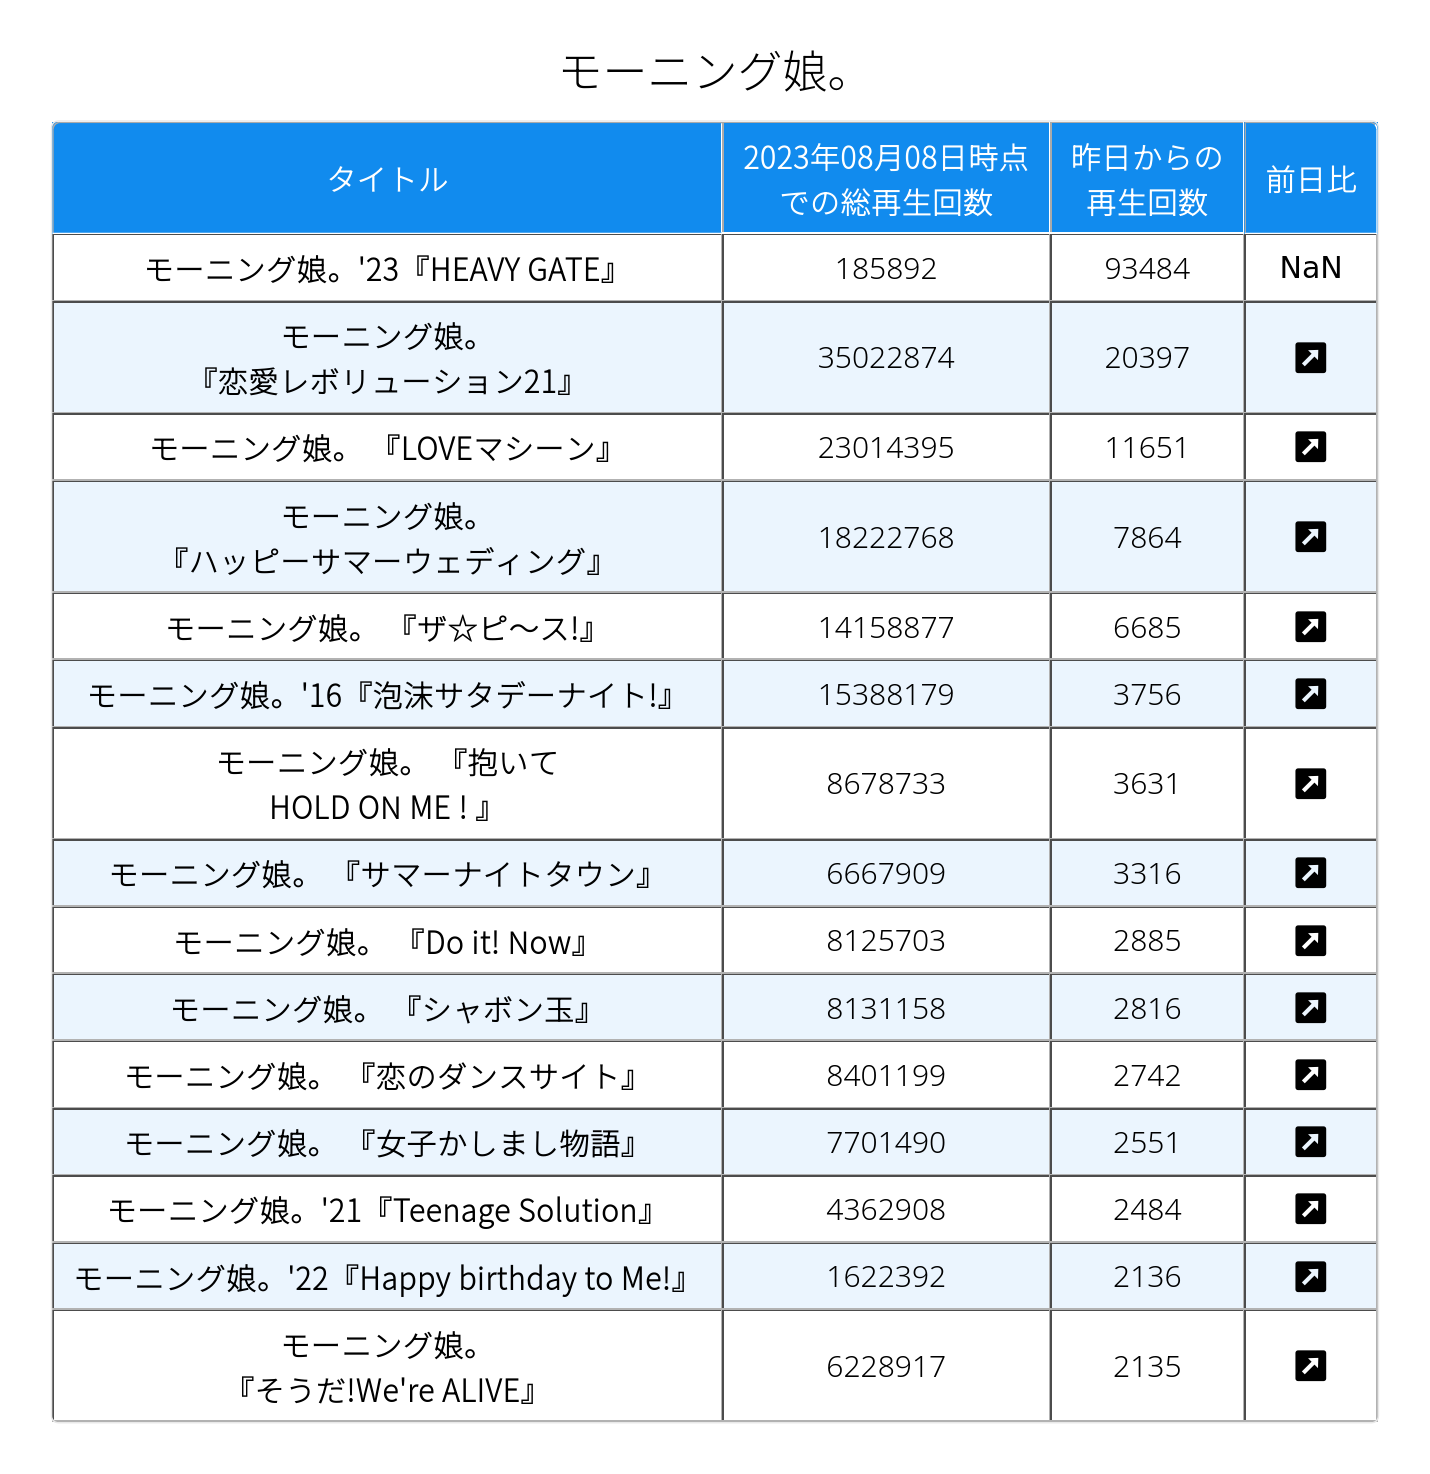 モーニング娘。
タイトル
2023年08月08日時点
での総再生回数
昨日からの
再生回数
前日比
モーニング娘。'23『HEAVY GATE』 185892 93484 NaN
モーニング娘。
『恋愛レボリューション21』 35022874 20397
モーニング娘。 『LOVEマシーン』 23014395 11651
モーニング娘。
『ハッピーサマーウェディング』 18222768 7864
モーニング娘。 『ザ☆ピ〜ス!』 14158877 6685
モーニング娘。'16『泡沫サタデーナイト!』 15388179 3756
モーニング娘。 『抱いて
HOLD ON ME ! 』 8678733 3631
モーニング娘。 『サマーナイトタウン』 6667909 3316
モーニング娘。 『Do it! Now』 8125703 2885
モーニング娘。 『シャボン玉』 8131158 2816
モーニング娘。 『恋のダンスサイト』 8401199 2742
モーニング娘。 『女子かしまし物語』 7701490 2551
モーニング娘。'21『Teenage Solution』 4362908 2484
モーニング娘。'22『Happy birthday to Me!』 1622392 2136
モーニング娘。
『そうだ!We're ALIVE』 6228917 2135